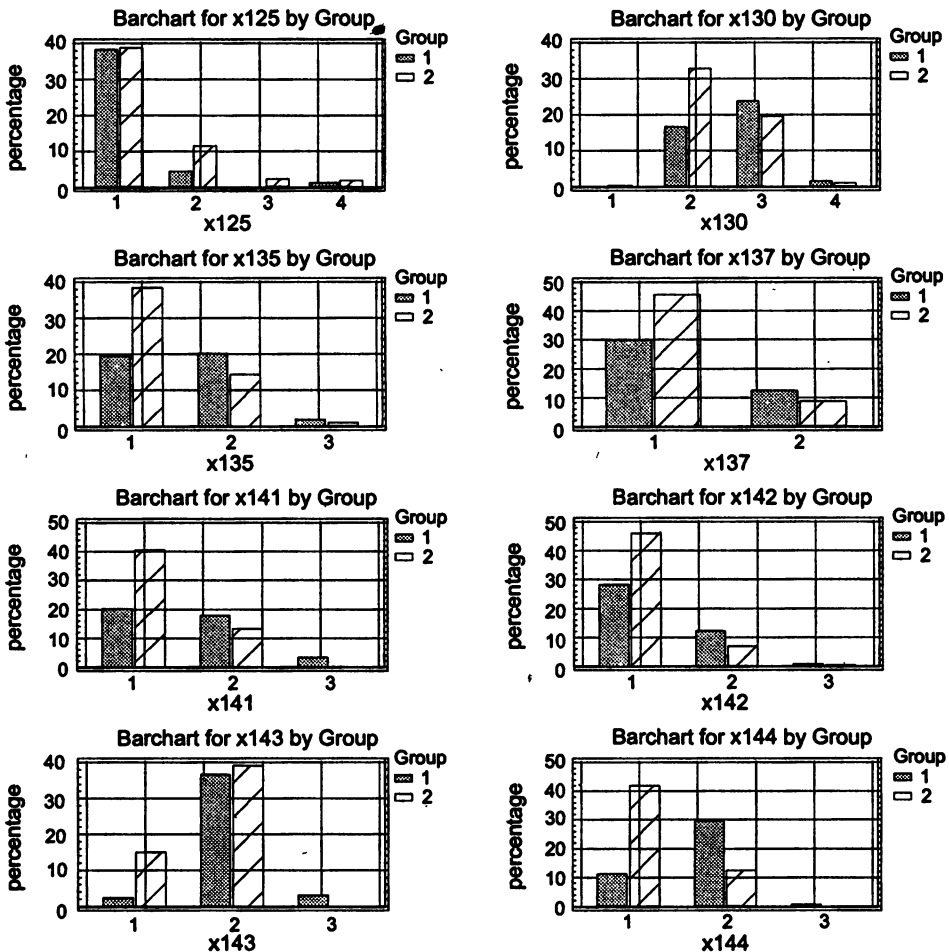 Barchart for x125 by Group
Group
1
2
percentage
40
30
20
10
0
1 2 3 4
x125
Barchart for x130 by Group
Group
1
2
percentage
40
30
20
10
0
1 2 3 4
x130
Barchart for x135 by Group
Group
1
2
percentage
40
30
20
10
0
1 2 3
x135
Barchart for x137 by Group
Group
1
2
percentage
50
40
30
20
10
0
1 2
x137
Barchart for x141 by Group
Group
1
2
percentage
50
40
30
20
10
0
1 2 3
x141
Barchart for x142 by Group
Group
1
2
percentage
50
40
30
20
10
0
1 2 3
x142
Barchart for x143 by Group
Group
1
2
percentage
40
30
20
10
0
1 2 3
x143
Barchart for x144 by Group
Group
1
2
percentage
50
40
30
20
10
0
1 2 3
x144